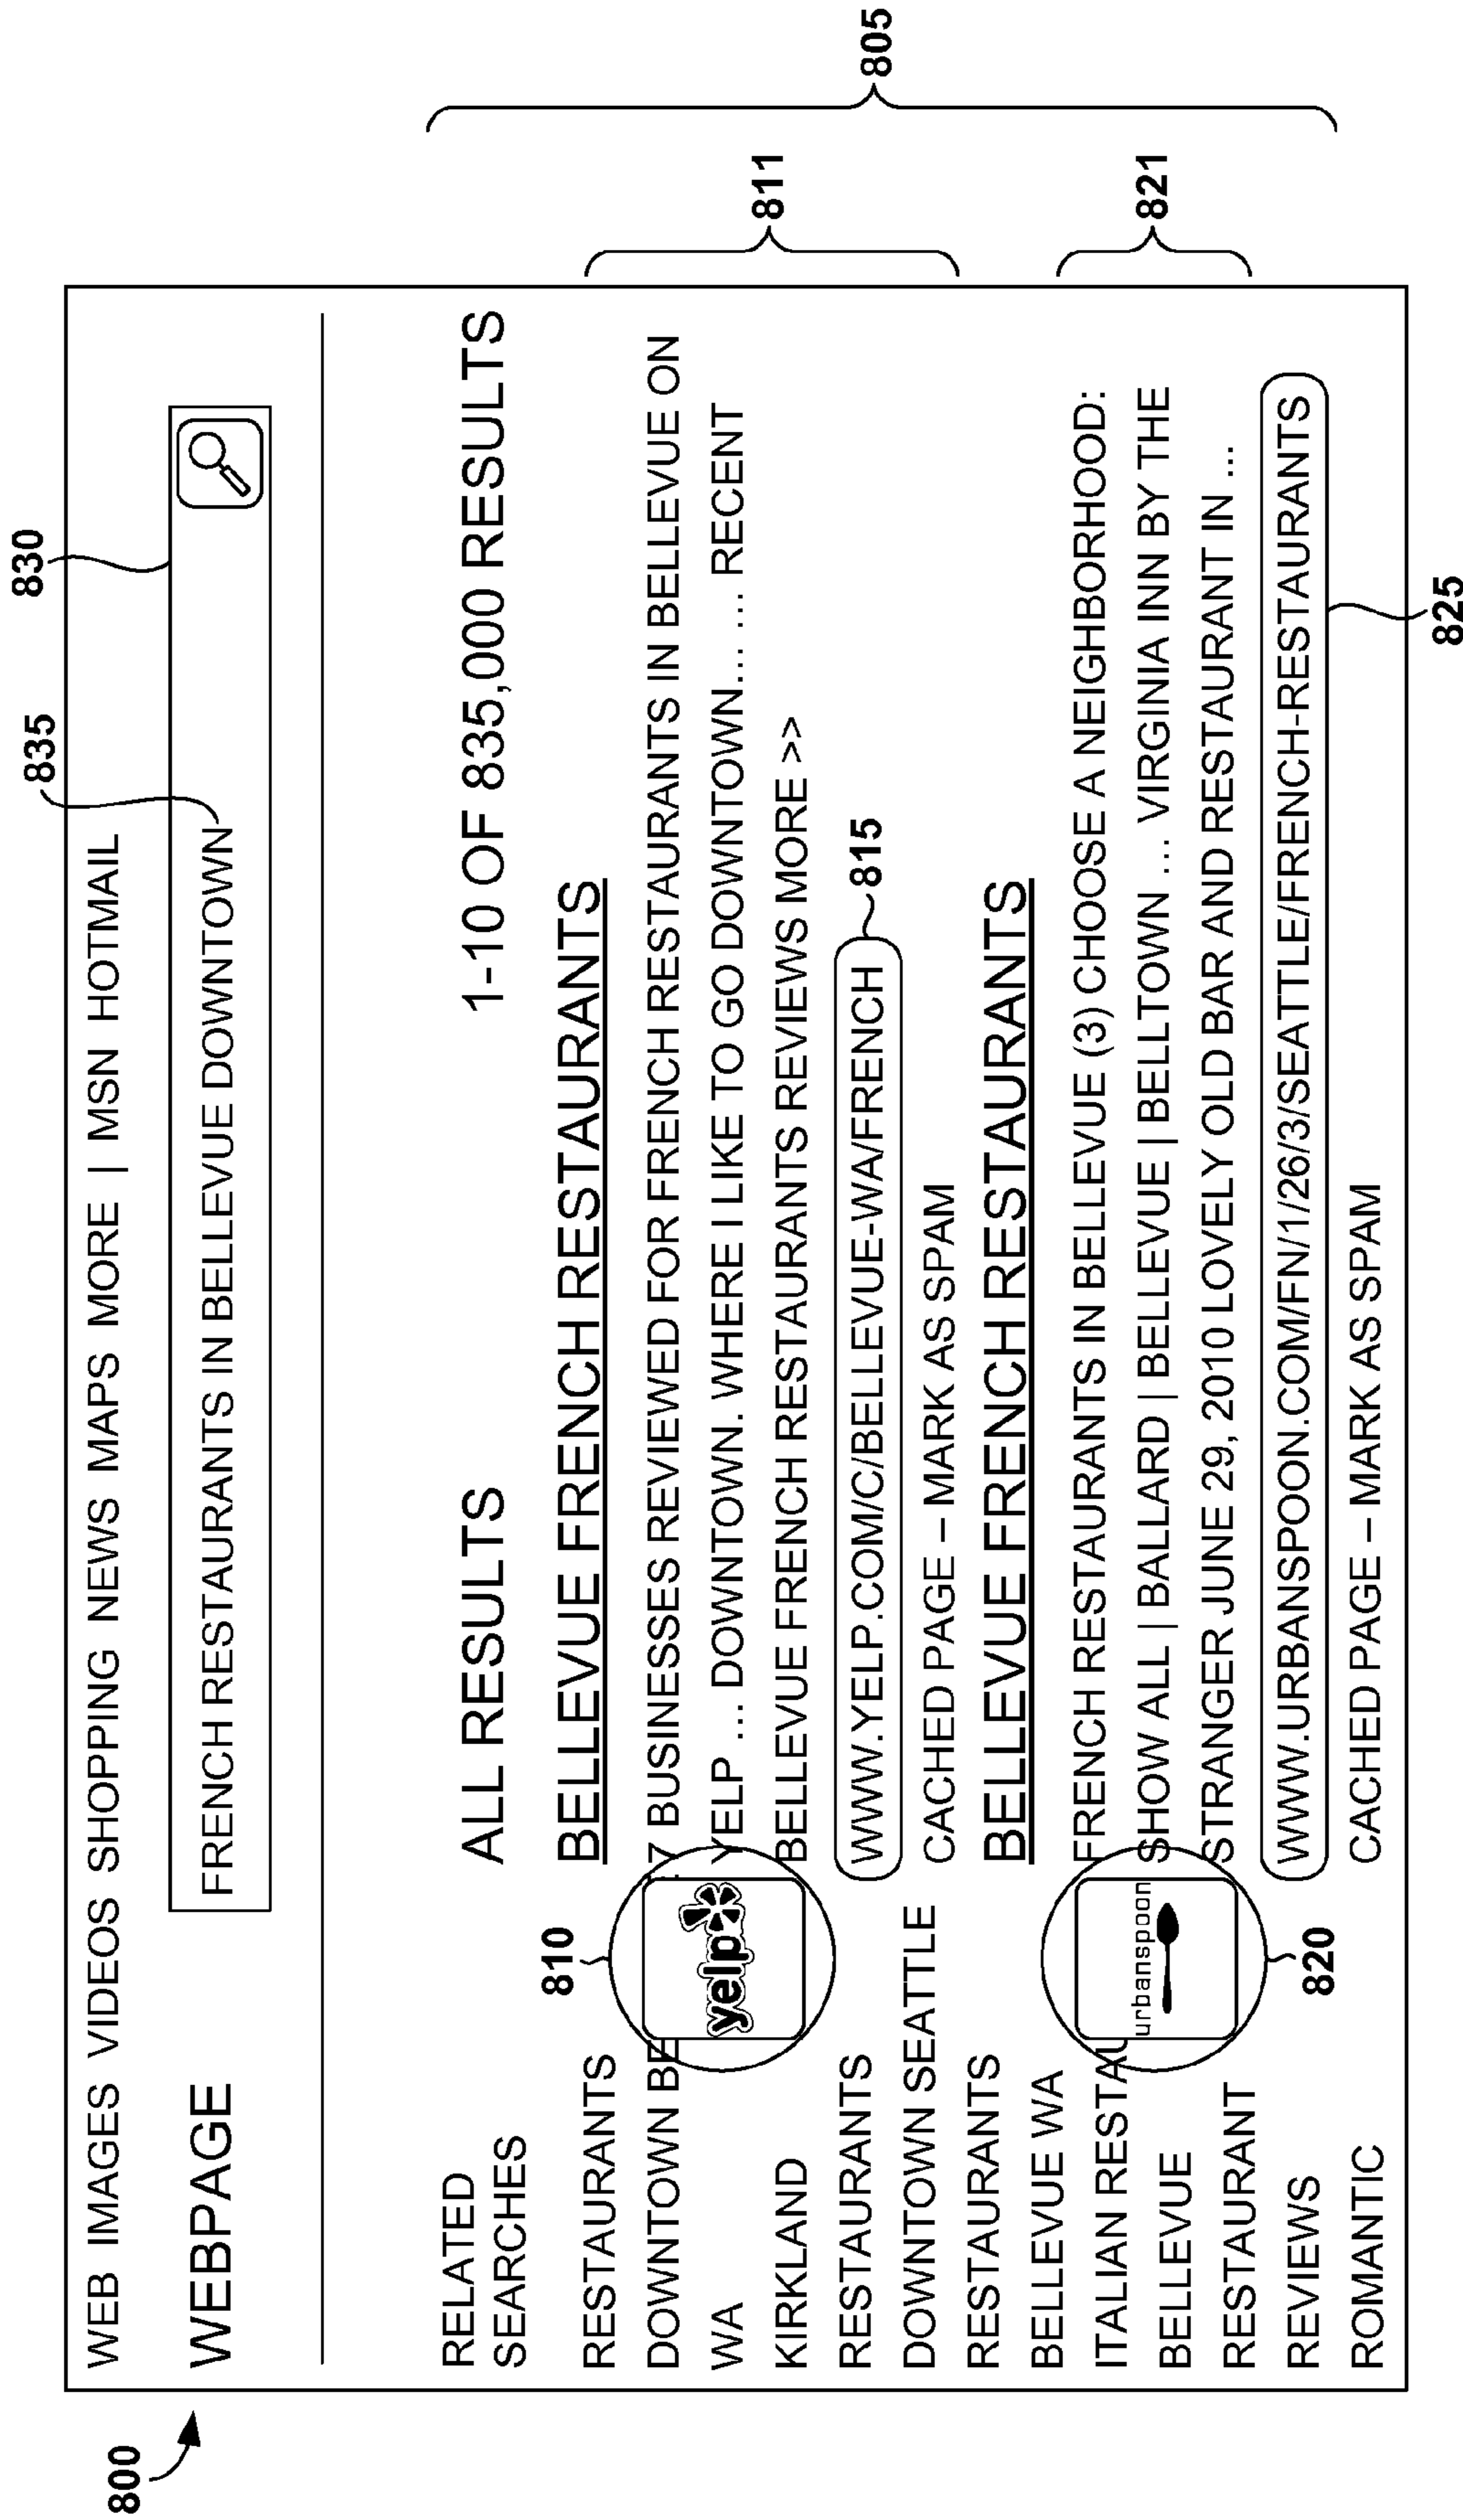 800
830
835
WEB IMAGES VIDEOS SHOPPING NEWS MAPS MORE | MSN HOTMAIL
WEBPAGE
FRENCH RESTAURANTS IN BELLEVUE DOWNTOWN
RELATED
SEARCHES
RESTAURANTS
DOWNTOWN BE
WA
KIRKLAND
RESTAURANTS
DOWNTOWN SEATTLE
RESTAURANTS
BELLEVUE WA
ITALIAN RESTAU
BELLEVUE
RESTAURANT
REVIEWS
ROMANTIC
ALL RESULTS 1-10 OF 835,000 RESULTS
BELLEVUE FRENCH RESTAURANTS
810
yelp
7 BUSINESSES REVIEWED FOR FRENCH RESTAURANTS IN BELLEVUE ON
YELP ... DOWNTOWN. WHERE I LIKE TO GO DOWNTOWN... ... RECENT
BELLEVUE FRENCH RESTAURANTS REVIEWS MORE >>
WWW.YELP.COM/C/BELLEVUE-WA/FRENCH
815
CACHED PAGE – MARK AS SPAM
811
BELLEVUE FRENCH RESTAURANTS
urbanspoon
820
FRENCH RESTAURANTS IN BELLEVUE (3) CHOOSE A NEIGHBORHOOD:
SHOW ALL | BALLARD | BELLEVUE | BELLTOWN ... VIRGINIA INN BY THE
STRANGER JUNE 29, 2010 LOVELY OLD BAR AND RESTAURANT IN ...
WWW.URBANSPOON.COM/FN/1/26/3/SEATTLE/FRENCH-RESTAURANTS
825
CACHED PAGE – MARK AS SPAM
821
805